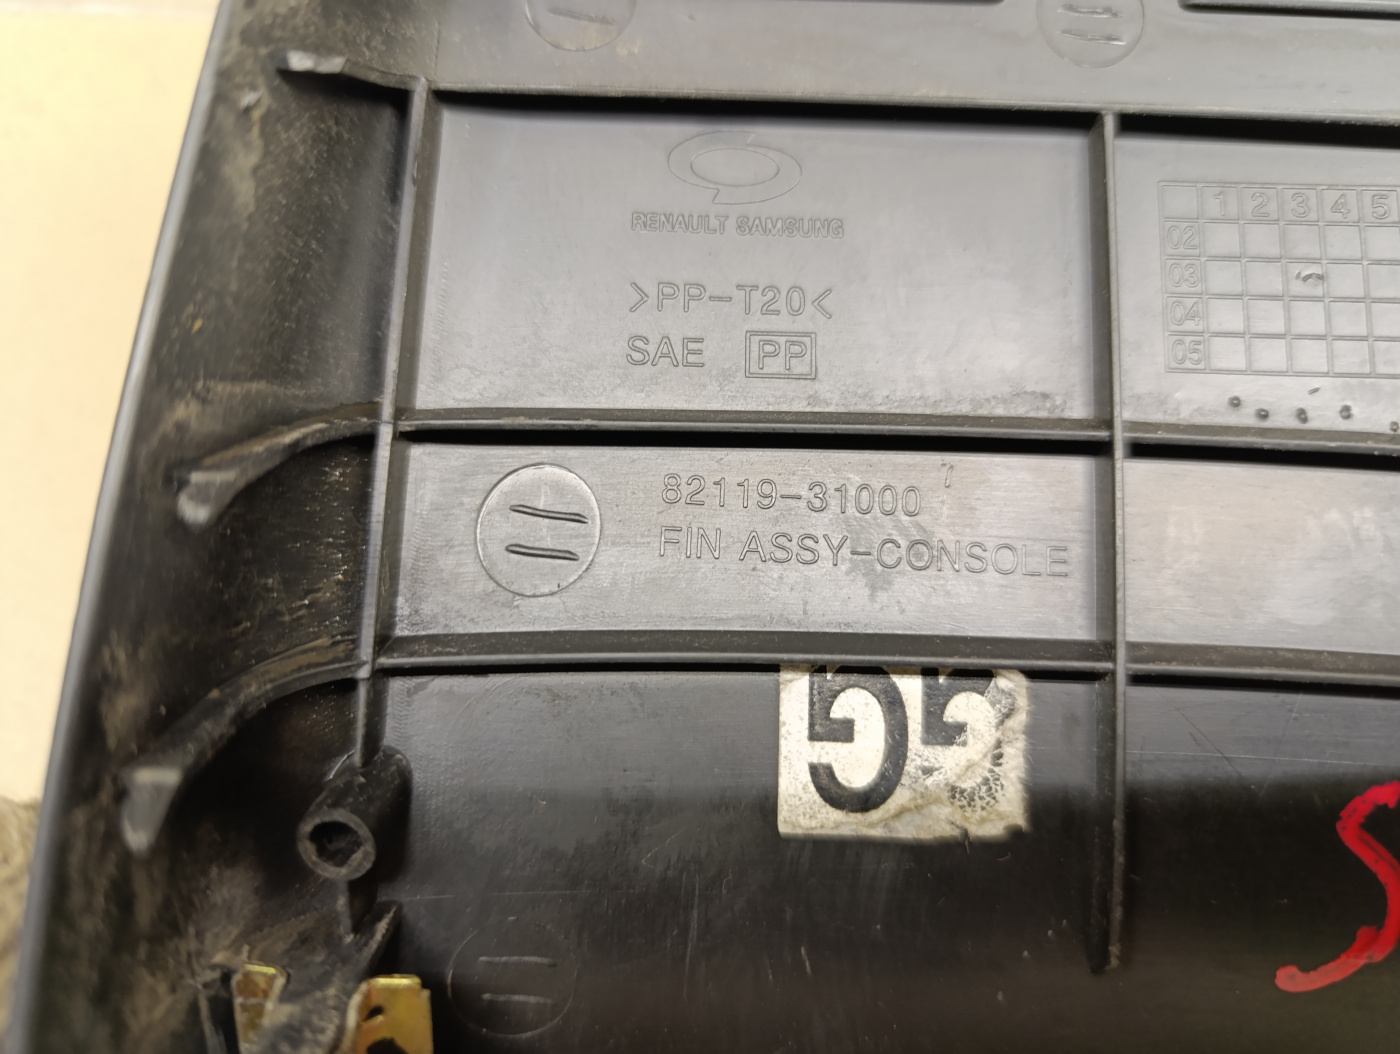 RENAULT SAMSUNG
>PP-T20<
SAE PP
1 2 3 4 5
02
03
04
05
82119-31000
FIN ASSY-CONSOLE
S